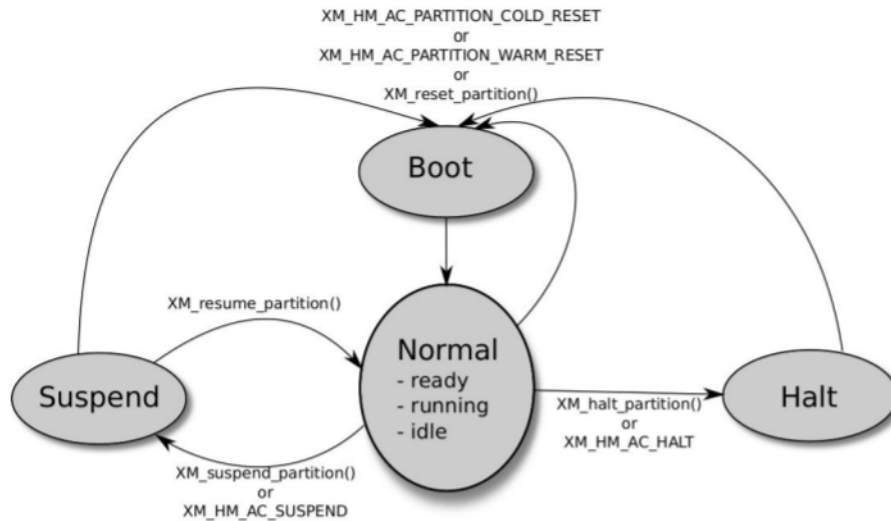 XM_HM_AC_PARTITION_COLD_RESET
or
XM_HM_AC_PARTITION_WARM_RESET
or
XM_reset_partition()
Boot
XM_resume_partition()
Normal
- ready
- running
- idle
Suspend
XM_halt_partition()
or
XM_HM_AC_HALT
Halt
XM_suspend_partition()
or
XM_HM_AC_SUSPEND